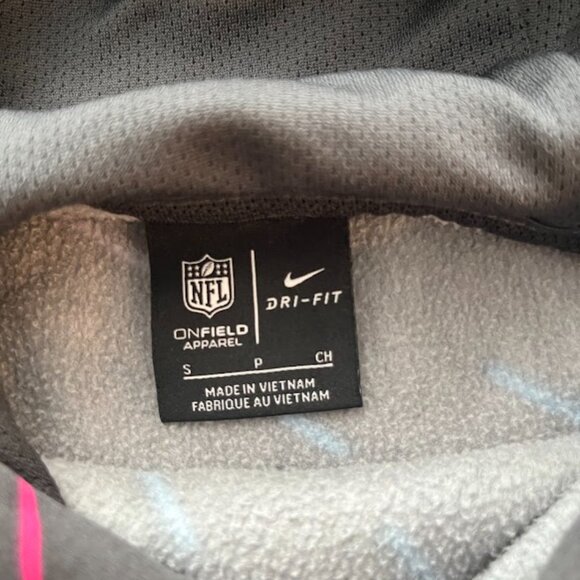 NFL
ONFIELD
APPAREL
DRI-FIT
S P CH
MADE IN VIETNAM
FABRIQUE AU VIETNAM